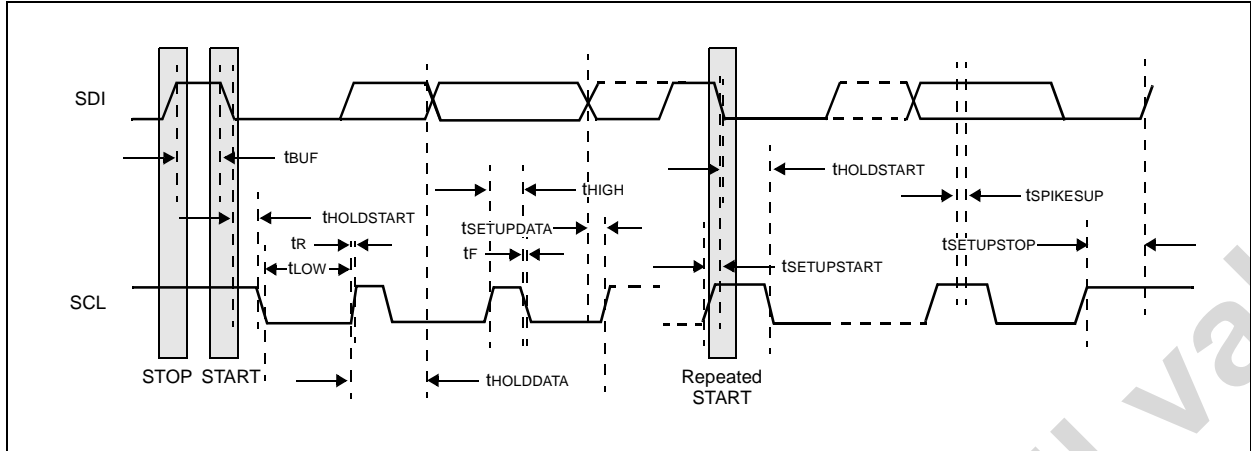 SDI
tBUF
tHIGH
tHOLDSTART
tHOLDSTART
tSPIKESUP
tSETUPDATA
tR
tF
tSETUPSTOP
tLOW
tSETUPSTART
SCL
STOP START
tHOLDDATA
Repeated
START